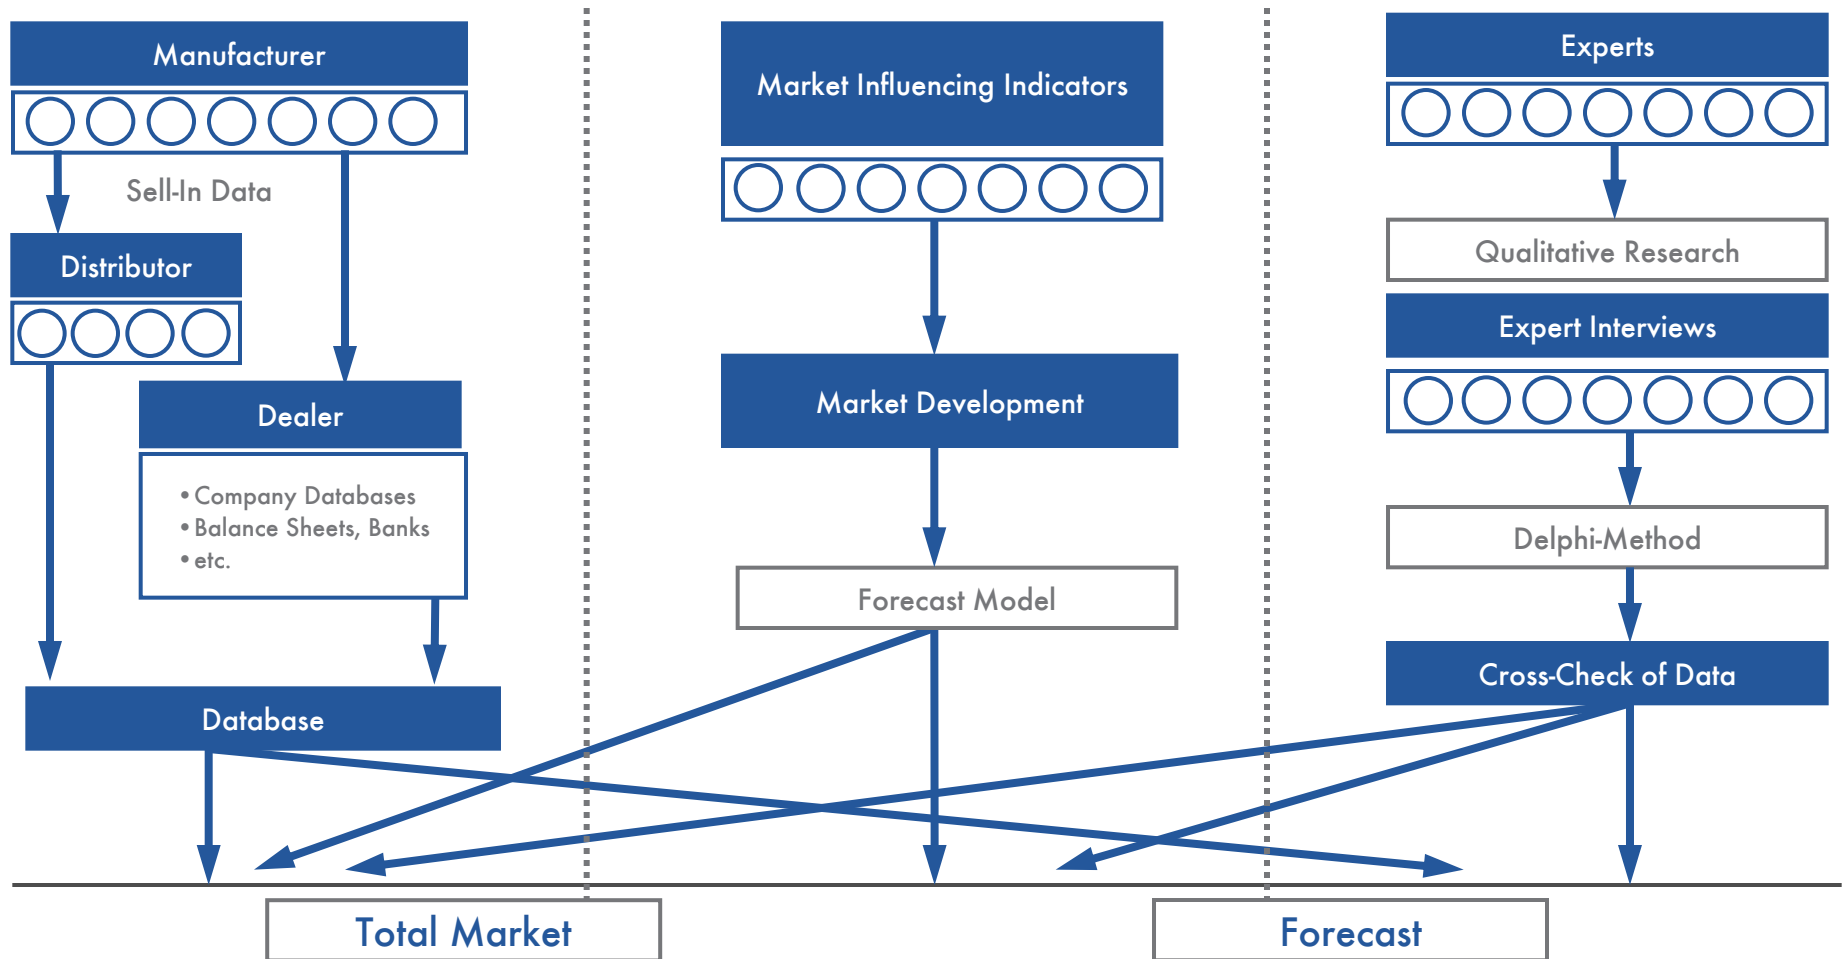 Manufacturer
Sell-In Data
Distributor
Dealer
•Company Databases
•Balance Sheets, Banks
•etc.
Database
Market Influencing Indicators
Market Development
Forecast Model
Experts
Qualitative Research
Expert Interviews
Delphi-Method
Cross-Check of Data
Total Market
Forecast